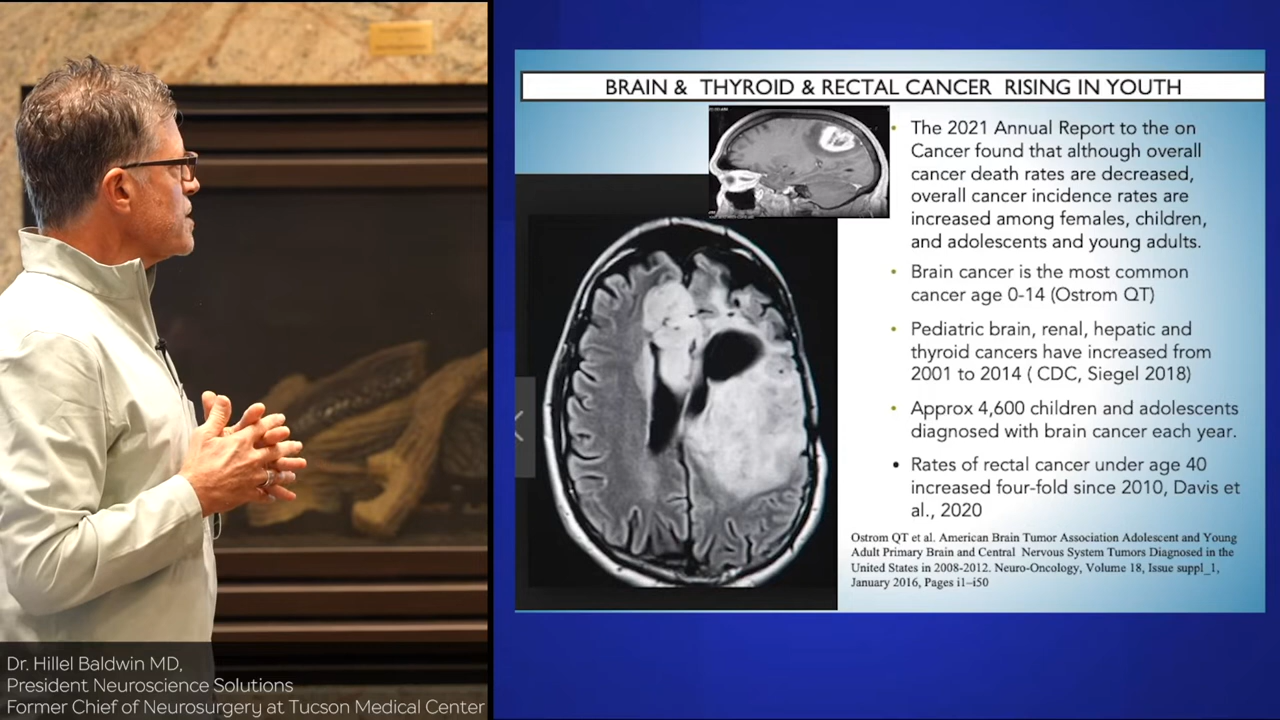 BRAIN & THYROID & RECTAL CANCER RISING IN YOUTH
• The 2021 Annual Report to the on
Cancer found that although overall
cancer death rates are decreased,
overall cancer incidence rates are
increased among females, children,
and adolescents and young adults.
• Brain cancer is the most common
cancer age 0-14 (Ostrom QT)
• Pediatric brain, renal, hepatic and
thyroid cancers have increased from
2001 to 2014 ( CDC, Siegel 2018)
• Approx 4,600 children and adolescents
diagnosed with brain cancer each year.
• Rates of rectal cancer under age 40
increased four-fold since 2010, Davis et
al., 2020
Ostrom QT et al. American Brain Tumor Association Adolescent and Young
Adult Primary Brain and Central Nervous System Tumors Diagnosed in the
United States in 2008-2012. Neuro-Oncology, Volume 18, Issue suppl_1,
January 2016, Pages i1–i50
Dr. Hillel Baldwin MD,
President Neuroscience Solutions
Former Chief of Neurosurgery at Tucson Medical Center